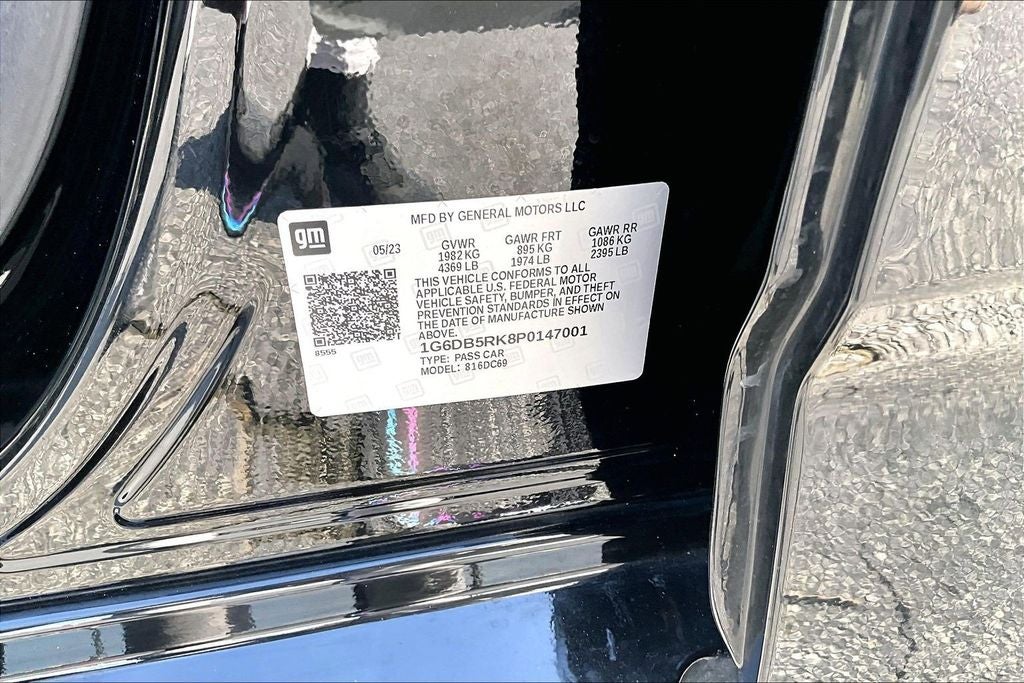 MFD BY GENERAL MOTORS LLC
gm
05/23
GVWR
1982 KG
4369 LB
GAWR FRT
895 KG
1974 LB
GAWR RR
1086 KG
2395 LB
THIS VEHICLE CONFORMS TO ALL
APPLICABLE U.S. FEDERAL MOTOR
VEHICLE SAFETY, BUMPER, AND THEFT
PREVENTION STANDARDS IN EFFECT ON
THE DATE OF MANUFACTURE SHOWN
ABOVE.
8555
1G6DB5RK8P0147001
TYPE: PASS CAR
MODEL: 816DC69